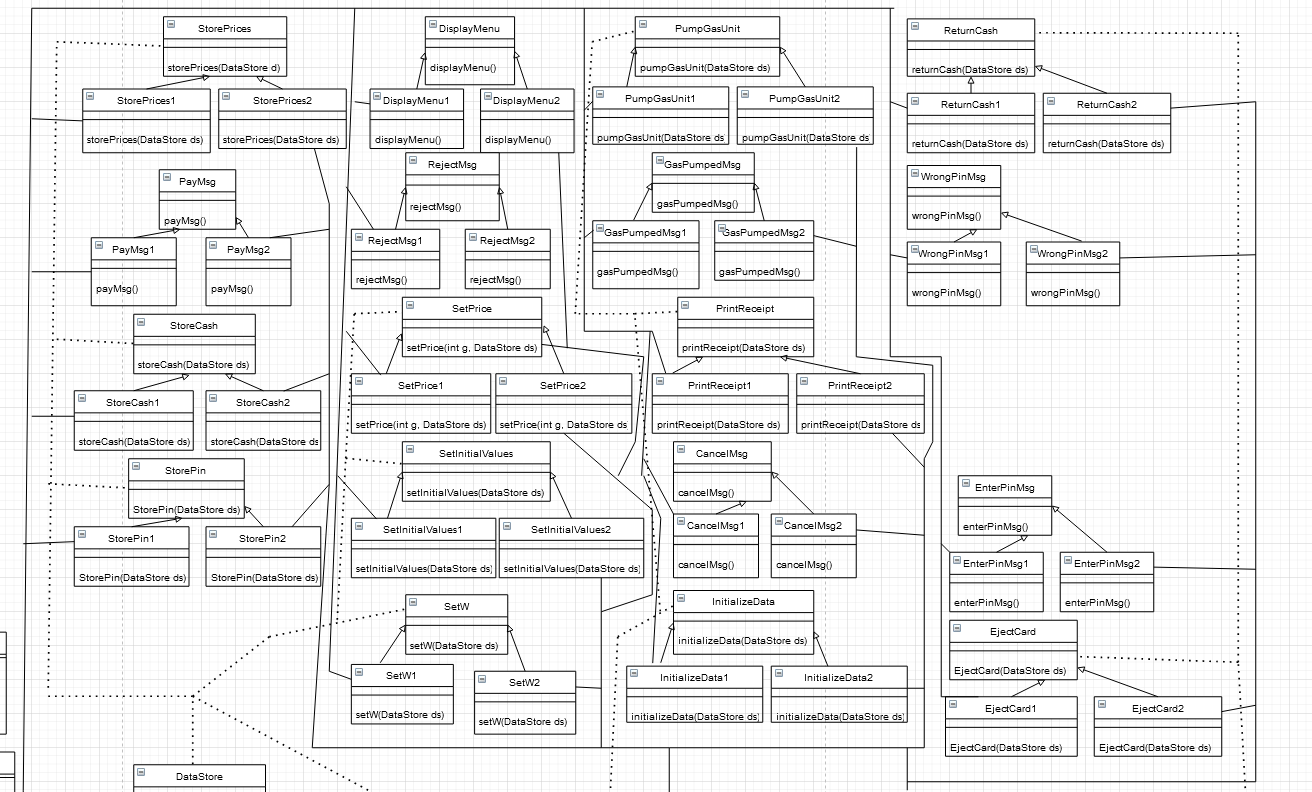 StorePrices
storePrices(DataStore d)
StorePrices1
storePrices(DataStore ds)
StorePrices2
storePrices(DataStore ds)
PayMsg
payMsg()
PayMsg1
payMsg()
PayMsg2
payMsg()
StoreCash
storeCash(DataStore ds)
StoreCash1
storeCash(DataStore ds)
StoreCash2
storeCash(DataStore ds)
StorePin
StorePin(DataStore ds)
StorePin1
StorePin(DataStore ds)
StorePin2
StorePin(DataStore ds)
DataStore
DisplayMenu
displayMenu()
DisplayMenu1
displayMenu()
DisplayMenu2
displayMenu()
RejectMsg
rejectMsg()
RejectMsg1
rejectMsg()
RejectMsg2
rejectMsg()
SetPrice
setPrice(int g, DataStore ds)
SetPrice1
setPrice(int g, DataStore ds)
SetPrice2
setPrice(int g, DataStore ds)
SetInitialValues
setInitialValues(DataStore ds)
SetInitialValues1
setInitialValues(DataStore ds)
SetInitialValues2
setInitialValues(DataStore ds)
SetW
setW(DataStore ds)
SetW1
setW(DataStore ds)
SetW2
setW(DataStore ds)
PumpGasUnit
pumpGasUnit(DataStore ds)
PumpGasUnit1
pumpGasUnit(DataStore ds
PumpGasUnit2
pumpGasUnit(DataStore ds
GasPumpedMsg
gasPumpedMsg()
GasPumpedMsg1
gasPumpedMsg()
GasPumpedMsg2
gasPumpedMsg()
PrintReceipt
printReceipt(DataStore ds)
PrintReceipt1
printReceipt(DataStore ds)
PrintReceipt2
printReceipt(DataStore ds)
CancelMsg
cancelMsg()
CancelMsg1
cancelMsg()
CancelMsg2
cancelMsg()
InitializeData
initializeData(DataStore ds)
InitializeData1
initializeData(DataStore ds)
InitializeData2
initializeData(DataStore ds)
ReturnCash
returnCash(DataStore ds)
ReturnCash1
returnCash(DataStore ds)
ReturnCash2
returnCash(DataStore ds)
WrongPinMsg
wrongPinMsg()
WrongPinMsg1
wrongPinMsg()
WrongPinMsg2
wrongPinMsg()
EnterPinMsg
enterPinMsg()
EnterPinMsg1
enterPinMsg()
EnterPinMsg2
enterPinMsg()
EjectCard
EjectCard(DataStore ds)
EjectCard1
EjectCard(DataStore ds)
EjectCard2
EjectCard(DataStore ds)